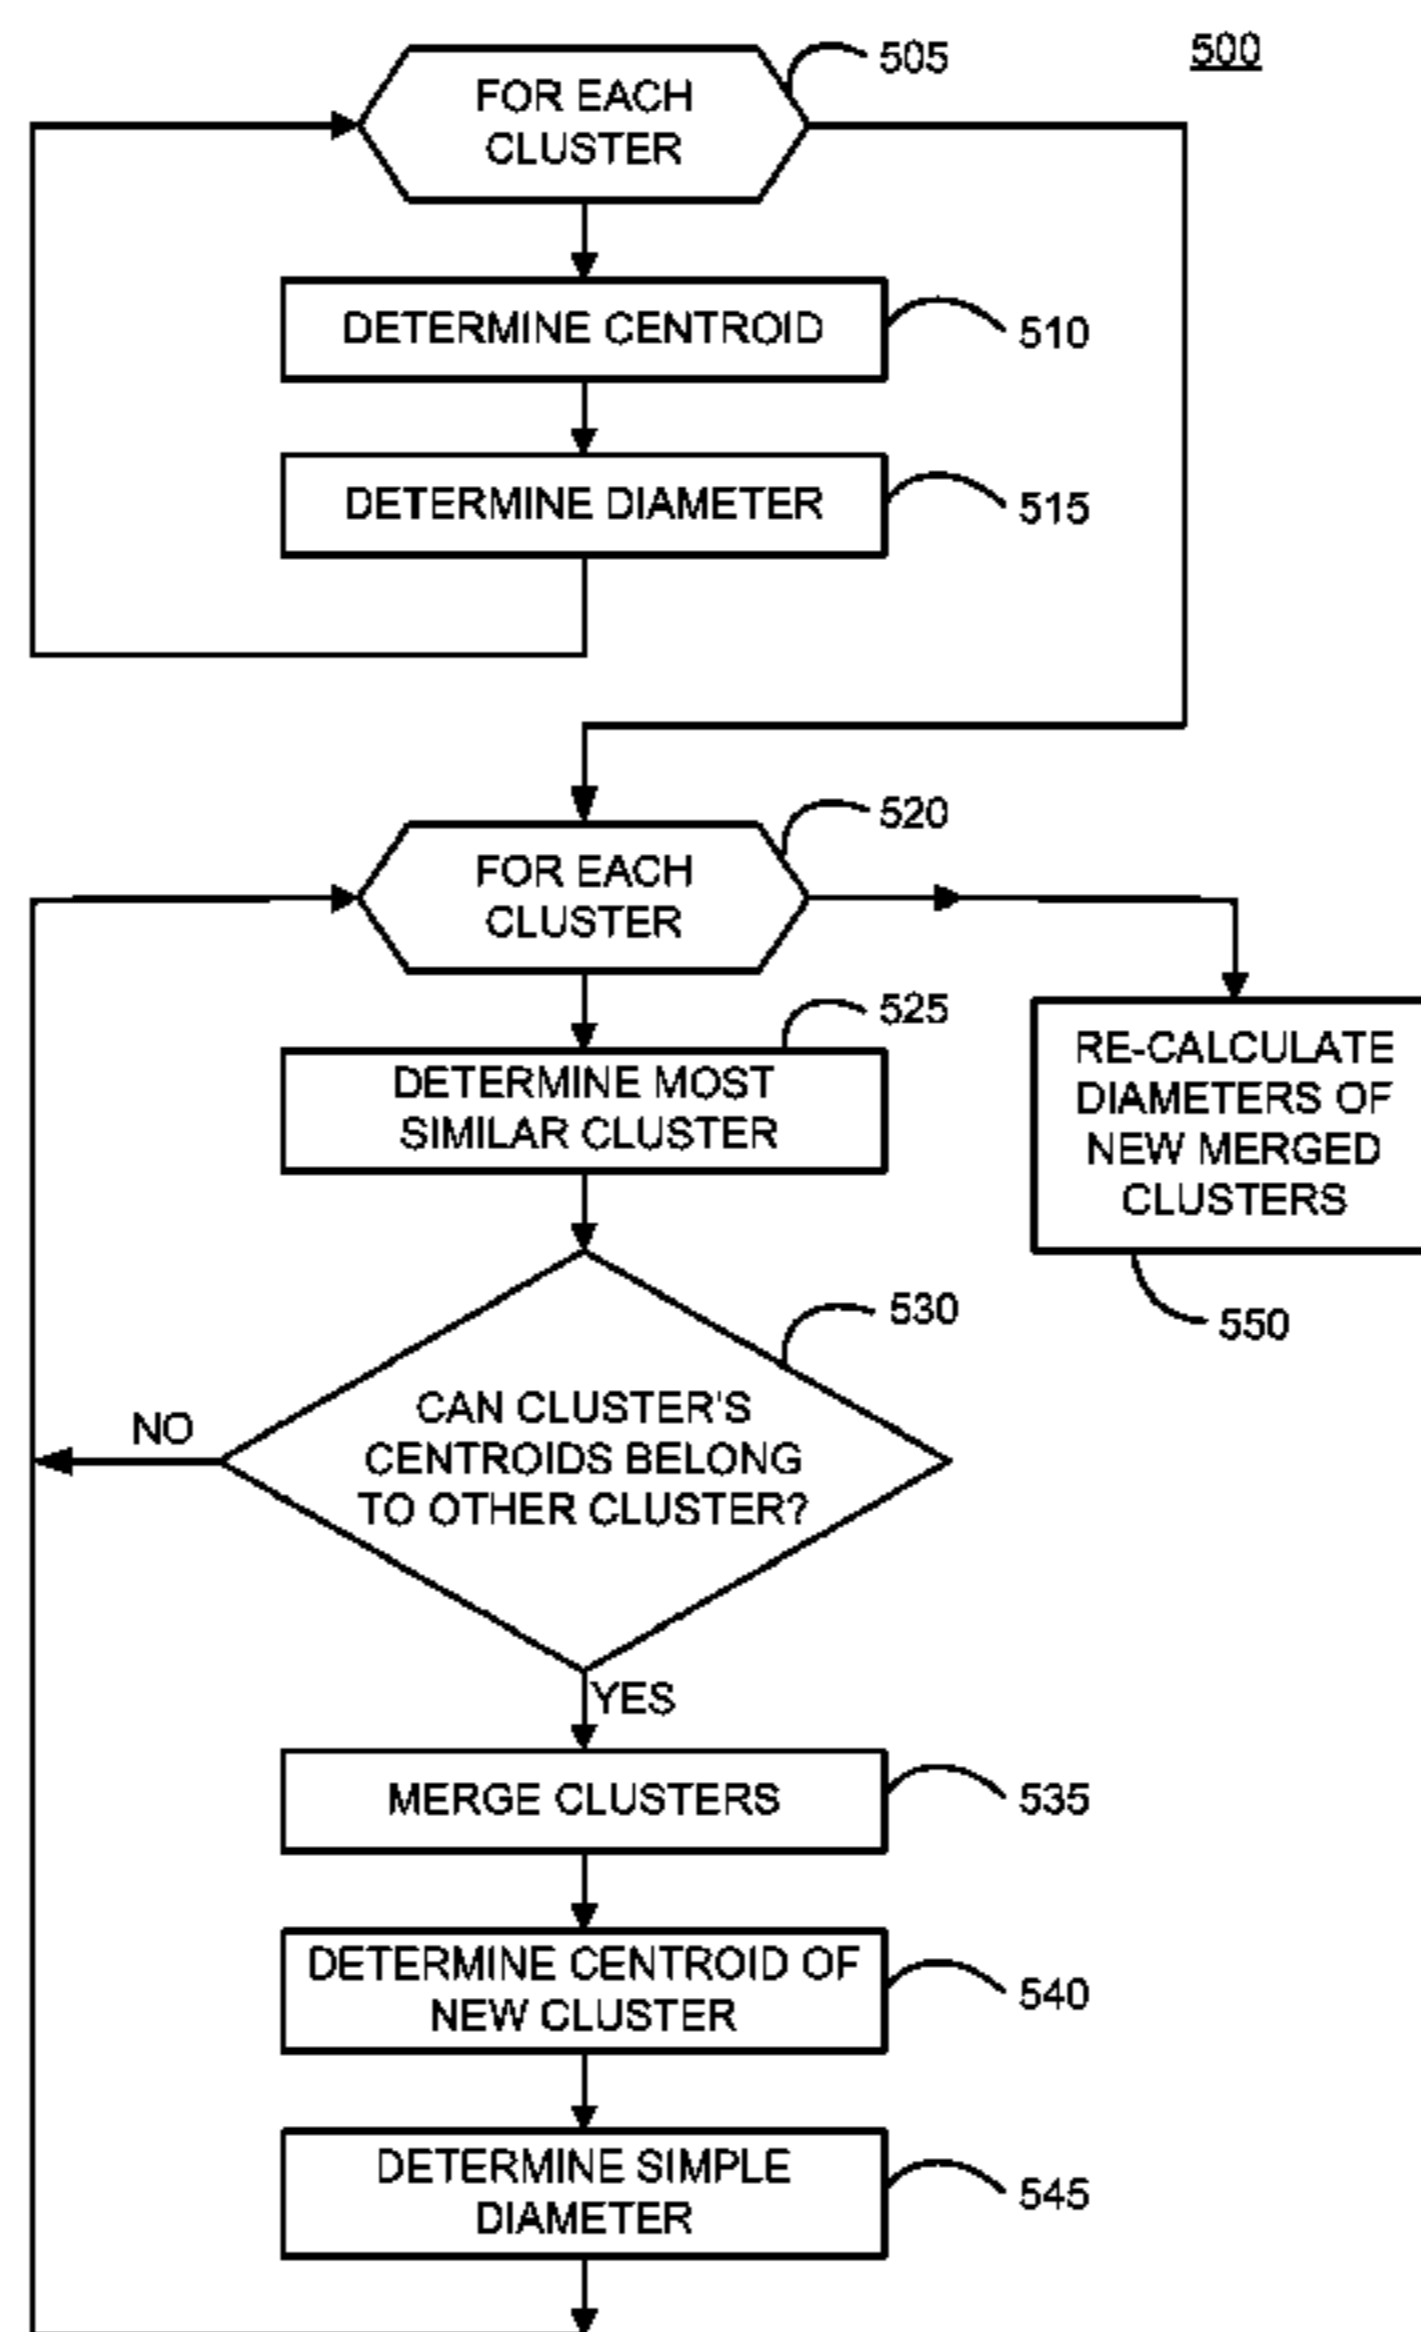 500
505
FOR EACH
CLUSTER
DETERMINE CENTROID
510
DETERMINE DIAMETER
515
520
FOR EACH
CLUSTER
525
DETERMINE MOST
SIMILAR CLUSTER
RE-CALCULATE
DIAMETERS OF
NEW MERGED
CLUSTERS
550
530
CAN CLUSTER'S
CENTROIDS BELONG
TO OTHER CLUSTER?
NO
YES
MERGE CLUSTERS
535
DETERMINE CENTROID OF
NEW CLUSTER
540
DETERMINE SIMPLE
DIAMETER
545